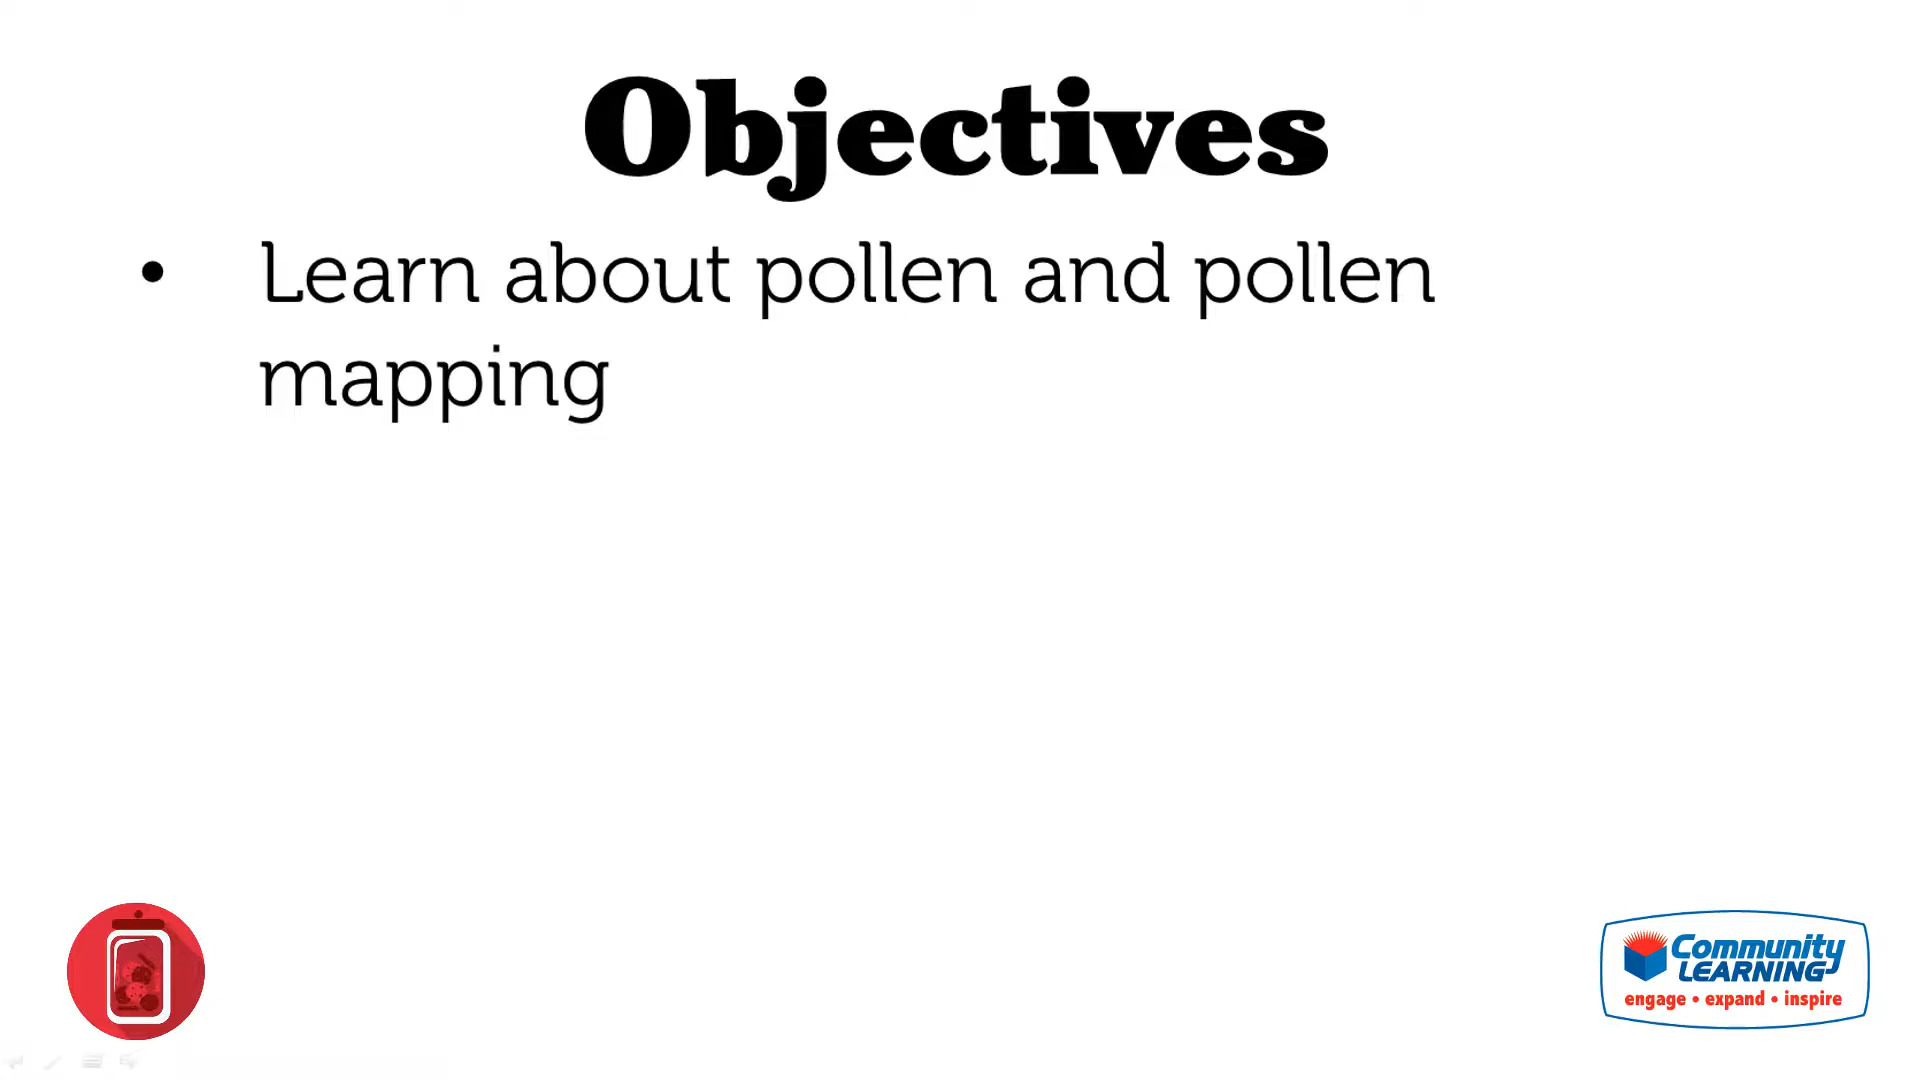 Objectives
• Learn about pollen and pollen
mapping
Community
LEARNING
engage • expand • inspire